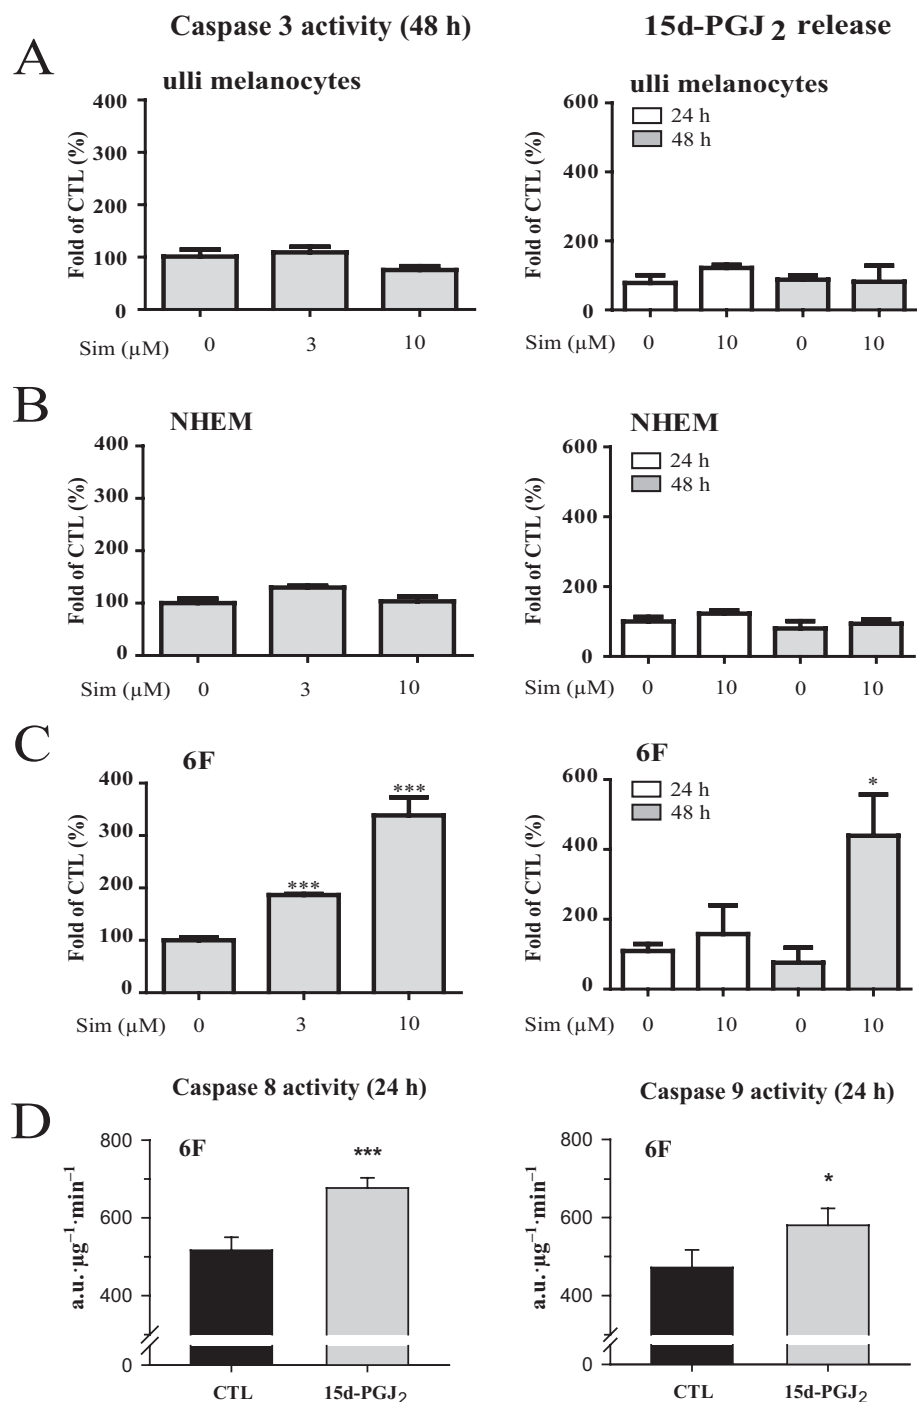 Caspase 3 activity (48 h)
15d-PGJ 2 release
A
ulli melanocytes
Fold of CTL (%)
400
300
200
100
0
Sim (µM) 0 3 10
ulli melanocytes
24 h
48 h
Fold of CTL (%)
600
400
200
0
Sim (µM) 0 10 0 10
B
NHEM
Fold of CTL (%)
400
300
200
100
0
Sim (µM) 0 3 10
NHEM
24 h
48 h
Fold of CTL (%)
600
400
200
0
Sim (µM) 0 10 0 10
C
6F
Fold of CTL (%)
400
300
200
100
0
***
***
Sim (µM) 0 3 10
6F
24 h
48 h
Fold of CTL (%)
600
400
200
0
*
Sim (µM) 0 10 0 10
D
Caspase 8 activity (24 h)
6F
a.u.·µg⁻¹·min⁻¹
800
600
400
0
***
CTL 15d-PGJ₂
Caspase 9 activity (24 h)
6F
a.u.·µg⁻¹·min⁻¹
800
600
400
0
*
CTL 15d-PGJ₂